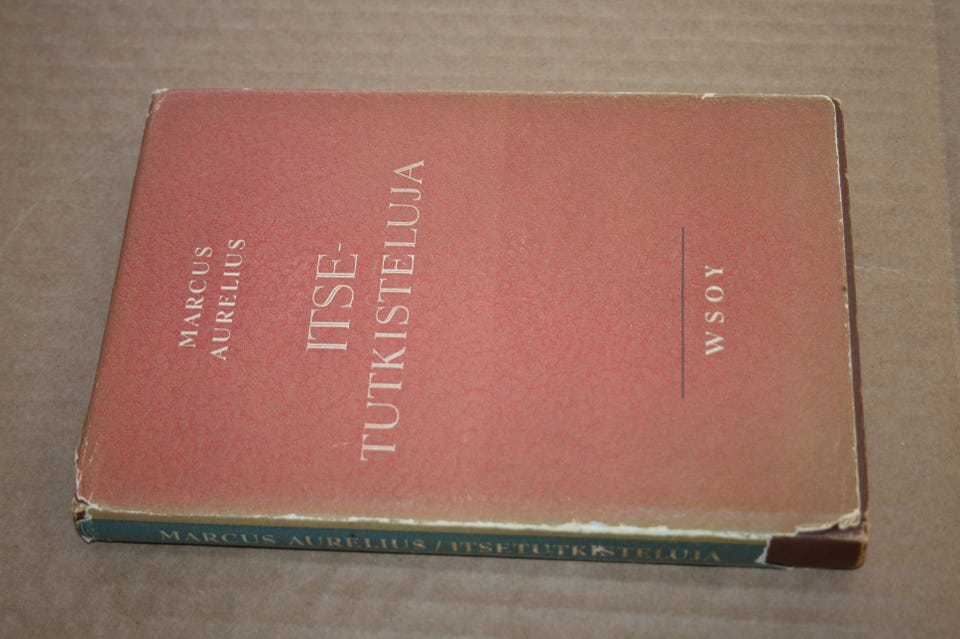 MARCUS
AURELIUS
ITSE-
TUTKISTELUJA
WSOY
MARCUS AURELIUS / ITSETUTKISTELUJA